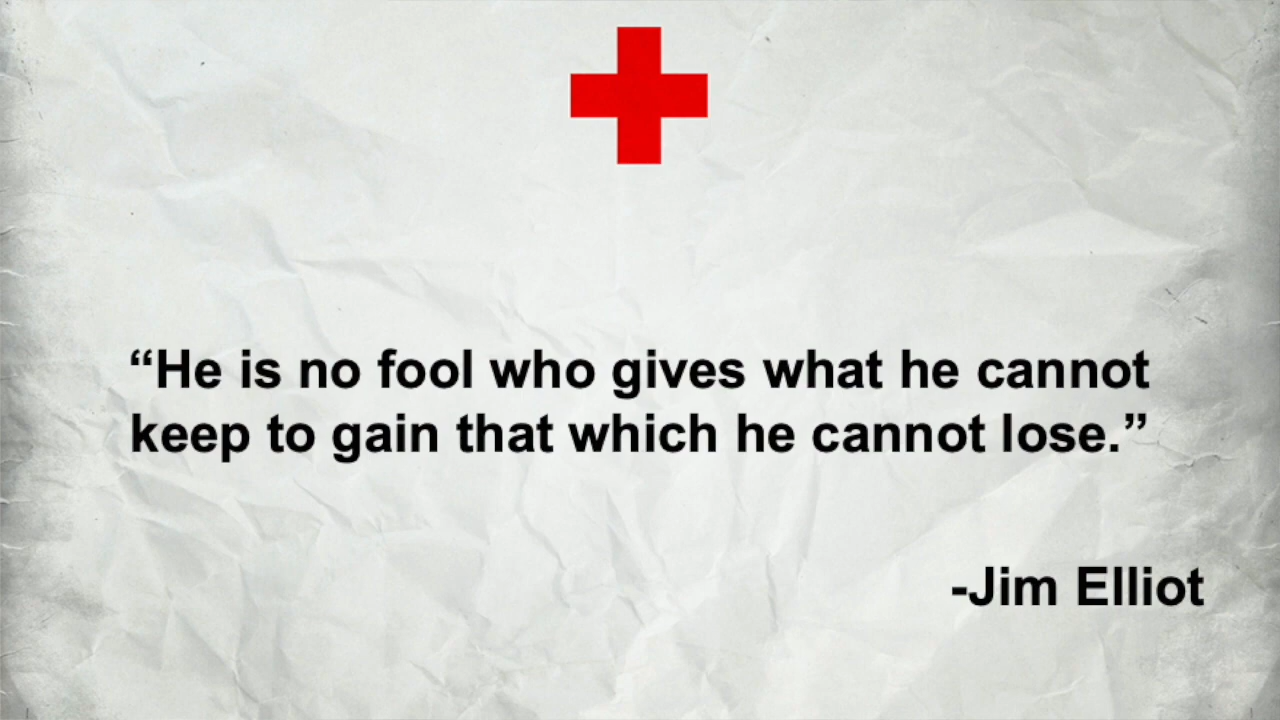 “He is no fool who gives what he cannot
keep to gain that which he cannot lose.”
-Jim Elliot